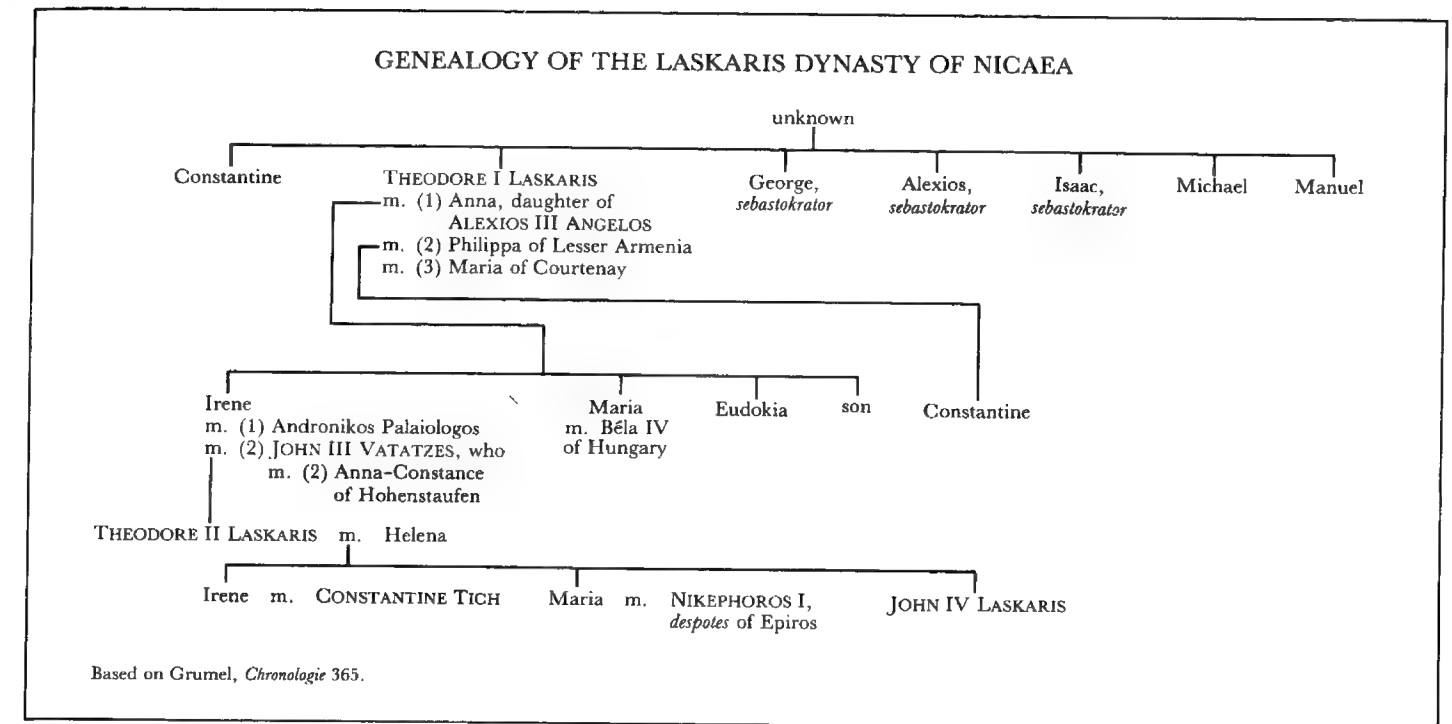 GENEALOGY OF THE LASKARIS DYNASTY OF NICAEA
unknown
Constantine
THEODORE I LASKARIS
m. (1) Anna, daughter of
ALEXIOS III ANGELOS
m. (2) Philippa of Lesser Armenia
m. (3) Maria of Courtenay
George,
sebastokrator
Alexios,
sebastokrator
Isaac,
sebastokrator
Michael
Manuel
Irene
m. (1) Andronikos Palaiologos
m. (2) JOHN III VATATZES, who
m. (2) Anna-Constance
of Hohenstaufen
Maria
m. Béla IV
of Hungary
Eudokia
son
Constantine
THEODORE II LASKARIS m. Helena
Irene m. CONSTANTINE TICH
Maria m. NIKEPHOROS I,
despotes of Epiros
JOHN IV LASKARIS
Based on Grumel, Chronologie 365.